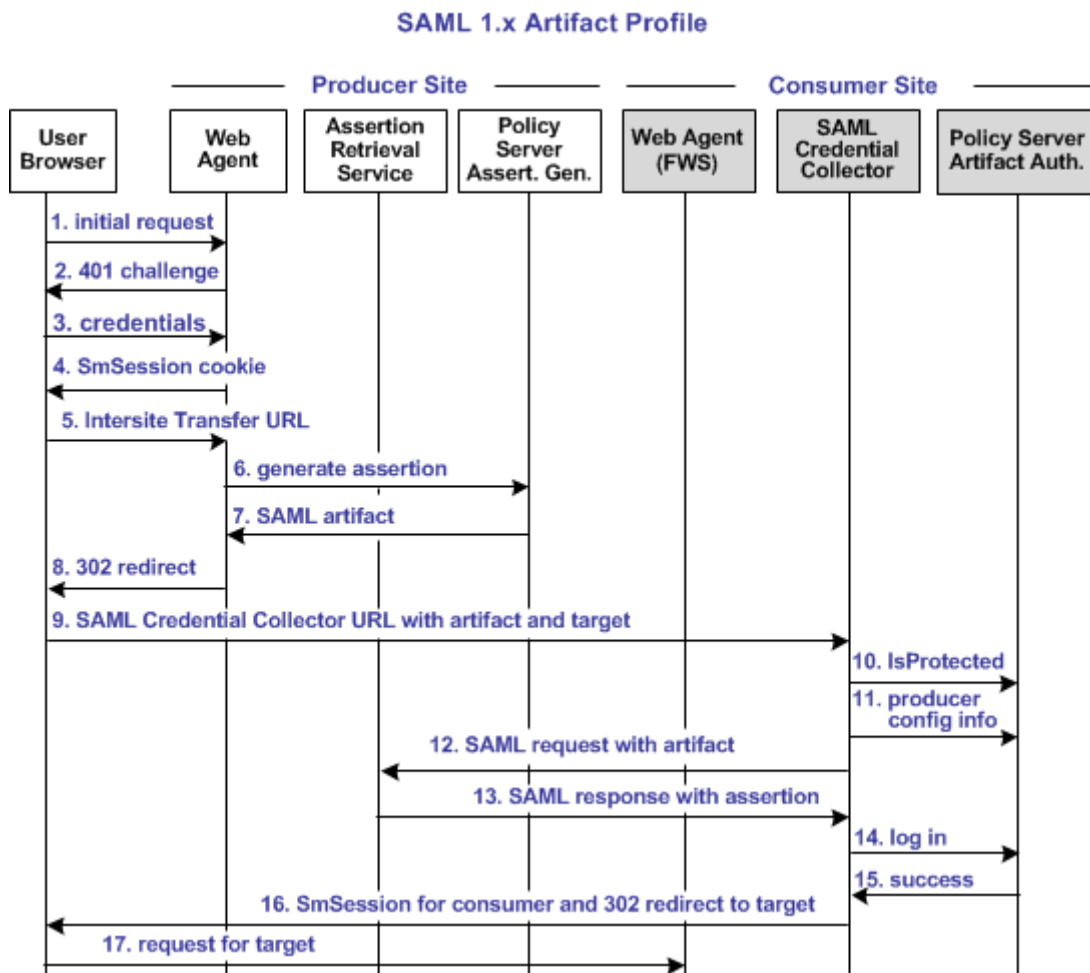 SAML 1.x Artifact Profile
Producer Site
Consumer Site
User
Browser
Web
Agent
Assertion
Retrieval
Service
Policy
Server
Assert. Gen.
Web Agent
(FWS)
SAML
Credential
Collector
Policy Server
Artifact Auth.
1. initial request
2. 401 challenge
3. credentials
4. SmSession cookie
5. Intersite Transfer URL
6. generate assertion
7. SAML artifact
8. 302 redirect
9. SAML Credential Collector URL with artifact and target
10. IsProtected
11. producer
config info
12. SAML request with artifact
13. SAML response with assertion
14. log in
15. success
16. SmSession for consumer and 302 redirect to target
17. request for target